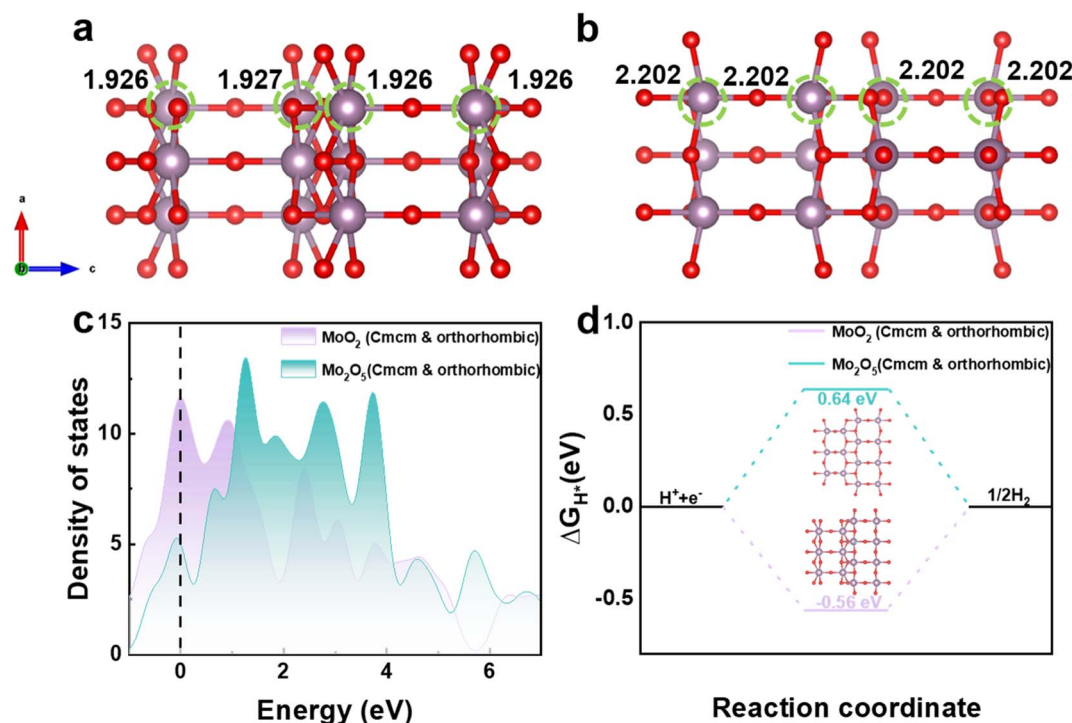 a
1.926 1.927 1.926 1.926
b
2.202 2.202 2.202 2.202
a
b
c
c
15
10
5
0
0 2 4 6
Density of states
Energy (eV)
MoO₂ (Cmcm & orthorhombic)
Mo₂O₅(Cmcm & orthorhombic)
d
1.0
0.5
0.0
-0.5
ΔG_H*(eV)
MoO₂ (Cmcm & orthorhombic)
Mo₂O₅(Cmcm & orthorhombic)
0.64 eV
H⁺+e⁻
1/2H₂
-0.56 eV
Reaction coordinate